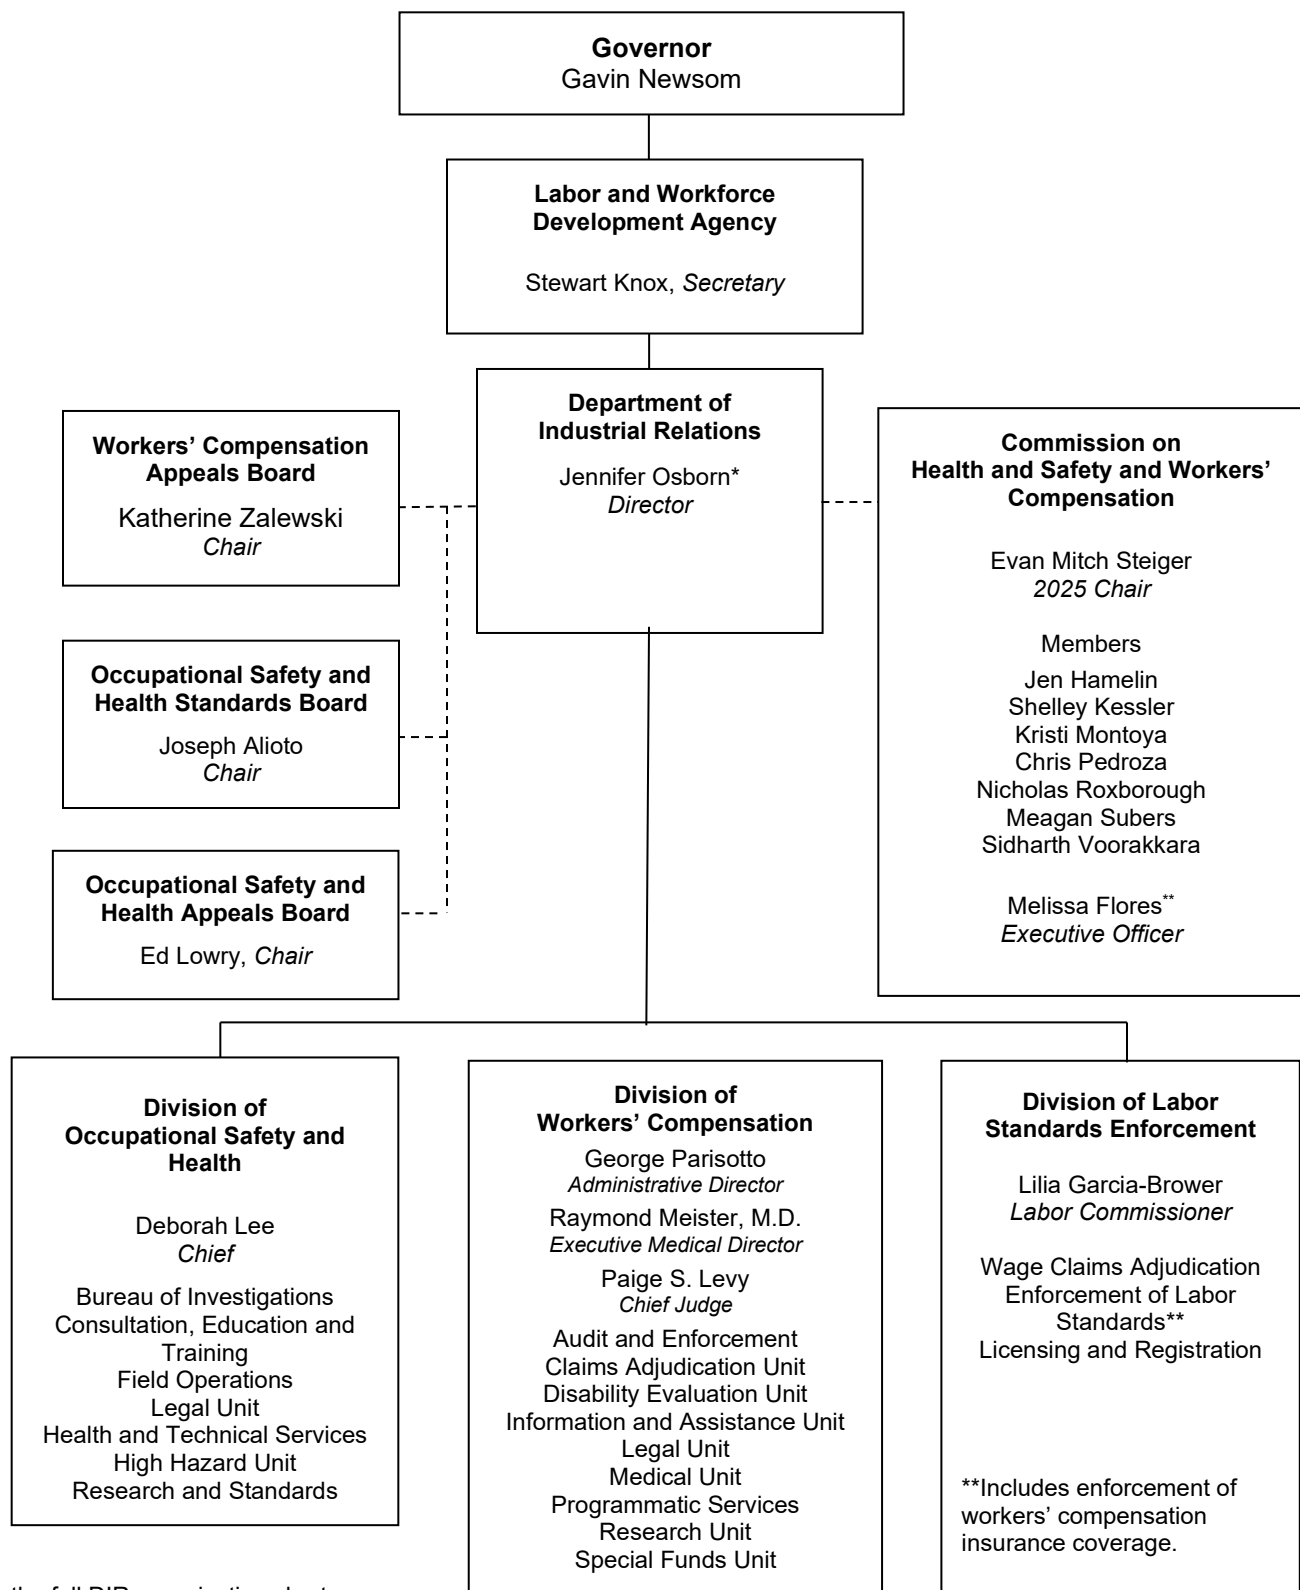 Governor
Gavin Newsom
Labor and Workforce
Development Agency
Stewart Knox, Secretary
Department of
Industrial Relations
Jennifer Osborn*
Director
Workers’ Compensation
Appeals Board
Katherine Zalewski
Chair
Occupational Safety and
Health Standards Board
Joseph Alioto
Chair
Occupational Safety and
Health Appeals Board
Ed Lowry, Chair
Commission on
Health and Safety and Workers’
Compensation
Evan Mitch Steiger
2025 Chair
Members
Jen Hamelin
Shelley Kessler
Kristi Montoya
Chris Pedroza
Nicholas Roxborough
Meagan Subers
Sidharth Voorakkara
Melissa Flores**
Executive Officer
Division of
Occupational Safety and
Health
Deborah Lee
Chief
Bureau of Investigations
Consultation, Education and
Training
Field Operations
Legal Unit
Health and Technical Services
High Hazard Unit
Research and Standards
Division of
Workers’ Compensation
George Parisotto
Administrative Director
Raymond Meister, M.D.
Executive Medical Director
Paige S. Levy
Chief Judge
Audit and Enforcement
Claims Adjudication Unit
Disability Evaluation Unit
Information and Assistance Unit
Legal Unit
Medical Unit
Programmatic Services
Research Unit
Special Funds Unit
Division of Labor
Standards Enforcement
Lilia Garcia-Brower
Labor Commissioner
Wage Claims Adjudication
Enforcement of Labor
Standards**
Licensing and Registration
**Includes enforcement of
workers’ compensation
insurance coverage.